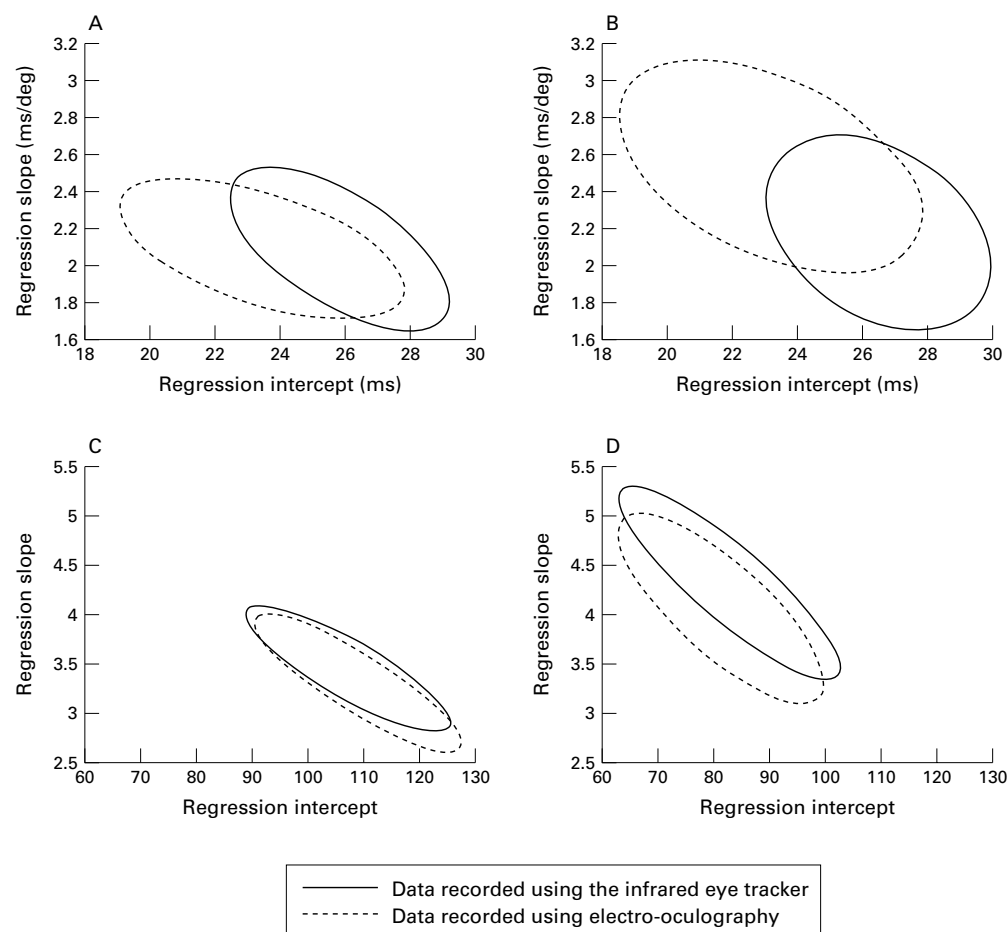 A
3.2
3
2.8
2.6
2.4
2.2
2
1.8
1.6
18 20 22 24 26 28 30
Regression slope (ms/deg)
Regression intercept (ms)
B
3.2
3
2.8
2.6
2.4
2.2
2
1.8
1.6
18 20 22 24 26 28 30
Regression slope (ms/deg)
Regression intercept (ms)
C
5.5
5
4.5
4
3.5
3
2.5
60 70 80 90 100 110 120 130
Regression slope
Regression intercept
D
5.5
5
4.5
4
3.5
3
2.5
60 70 80 90 100 110 120 130
Regression slope
Regression intercept
Data recorded using the infrared eye tracker
Data recorded using electro-oculography